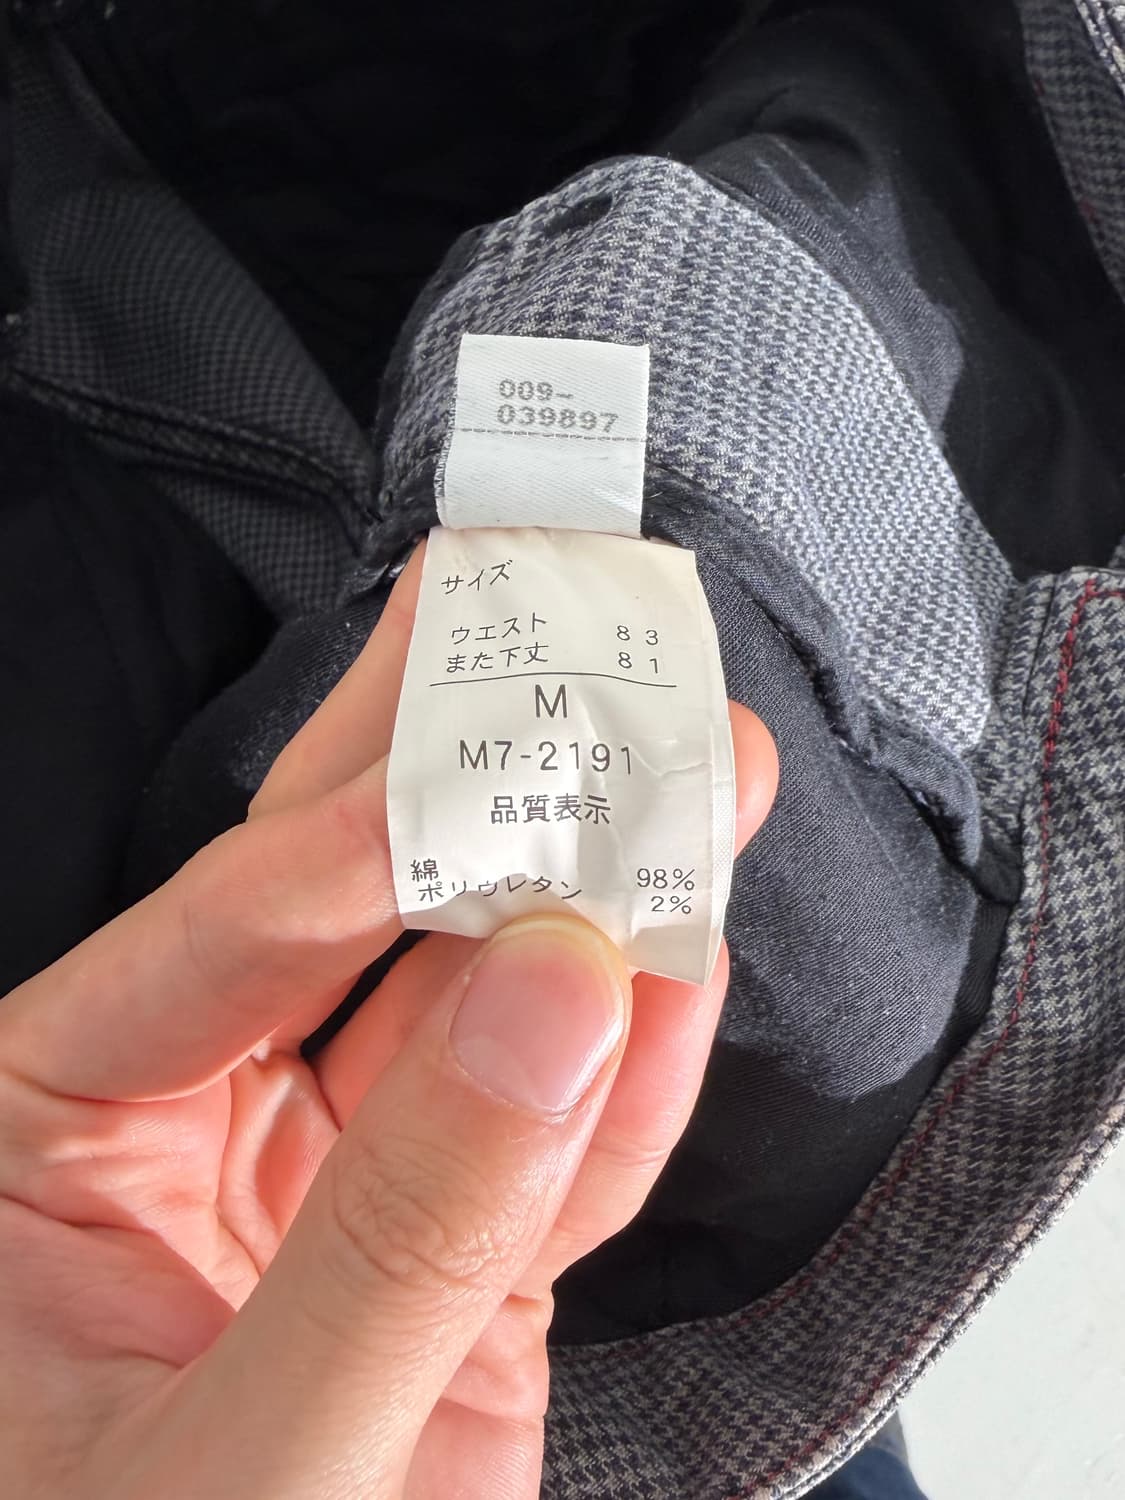 009-
039897
サイズ
ウエスト 83
また下丈 81
M
M7-2191
品質表示
綿 98%
ポリウレタン 2%